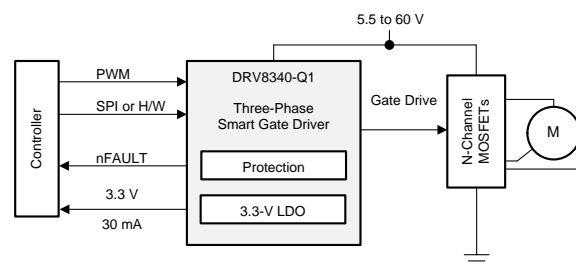 5.5 to 60 V
Controller
PWM
SPI or H/W
nFAULT
3.3 V
30 mA
DRV8340-Q1
Three-Phase
Smart Gate Driver
Protection
3.3-V LDO
Gate Drive
N-Channel
MOSFETs
M